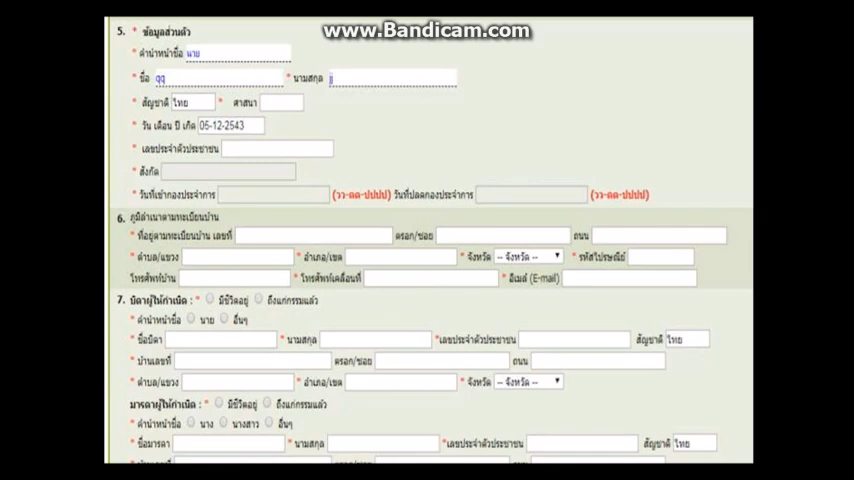 www.Bandicam.com
5. * ข้อมูลส่วนตัว
* คำนำหน้าชื่อ นาย
* ชื่อ qq * นามสกุล jj
* สัญชาติ ไทย * ศาสนา
* วัน เดือน ปี เกิด 05-12-2543
* เลขประจำตัวประชาชน
* สังกัด
* วันที่เข้ากองประจำการ (วว-ดด-ปปปป) วันที่ปลดกองประจำการ (วว-ดด-ปปปป)
6. ภูมิลำเนาตามทะเบียนบ้าน
* ที่อยู่ตามทะเบียนบ้าน เลขที่ ตรอก/ซอย ถนน
* ตำบล/แขวง * อำเภอ/เขต * จังหวัด -- จังหวัด -- * รหัสไปรษณีย์
โทรศัพท์บ้าน * โทรศัพท์เคลื่อนที่ * อีเมล์ (E-mail)
7. บิดาผู้ให้กำเนิด : * มีชีวิตอยู่ ถึงแก่กรรมแล้ว
* คำนำหน้าชื่อ นาย อื่นๆ
* ชื่อบิดา * นามสกุล *เลขประจำตัวประชาชน สัญชาติ ไทย
* บ้านเลขที่ ตรอก/ซอย ถนน
* ตำบล/แขวง * อำเภอ/เขต * จังหวัด -- จังหวัด --
มารดาผู้ให้กำเนิด : * มีชีวิตอยู่ ถึงแก่กรรมแล้ว
* คำนำหน้าชื่อ นาง นางสาว อื่นๆ
* ชื่อมารดา * นามสกุล *เลขประจำตัวประชาชน สัญชาติ ไทย